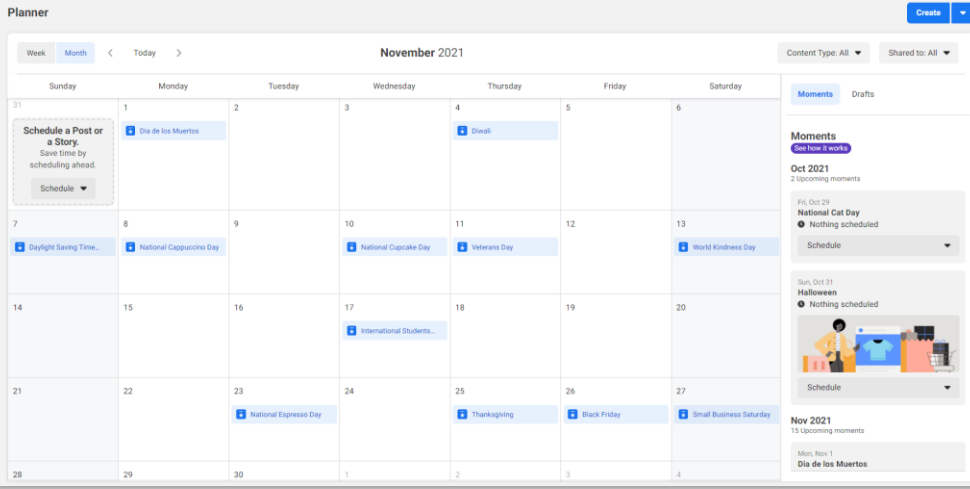 Planner
Create
Week Month Today November 2021 Content Type: All Shared to: All
Sunday Monday Tuesday Wednesday Thursday Friday Saturday
31 1 2 3 4 5 6
Schedule a Post or
a Story.
Save time by
scheduling ahead.
Schedule
Dia de los Muertos
Diwali
7 8 9 10 11 12 13
Daylight Saving Time...
National Cappuccino Day
National Cupcake Day
Veterans Day
World Kindness Day
14 15 16 17 18 19 20
International Students...
21 22 23 24 25 26 27
National Espresso Day
Thanksgiving
Black Friday
Small Business Saturday
28 29 30 1 2 3 4
Moments Drafts
Moments
See how it works
Oct 2021
2 Upcoming moments
Fri, Oct 29
National Cat Day
Nothing scheduled
Schedule
Sun, Oct 31
Halloween
Nothing scheduled
Schedule
Nov 2021
15 Upcoming moments
Mon, Nov 1
Dia de los Muertos